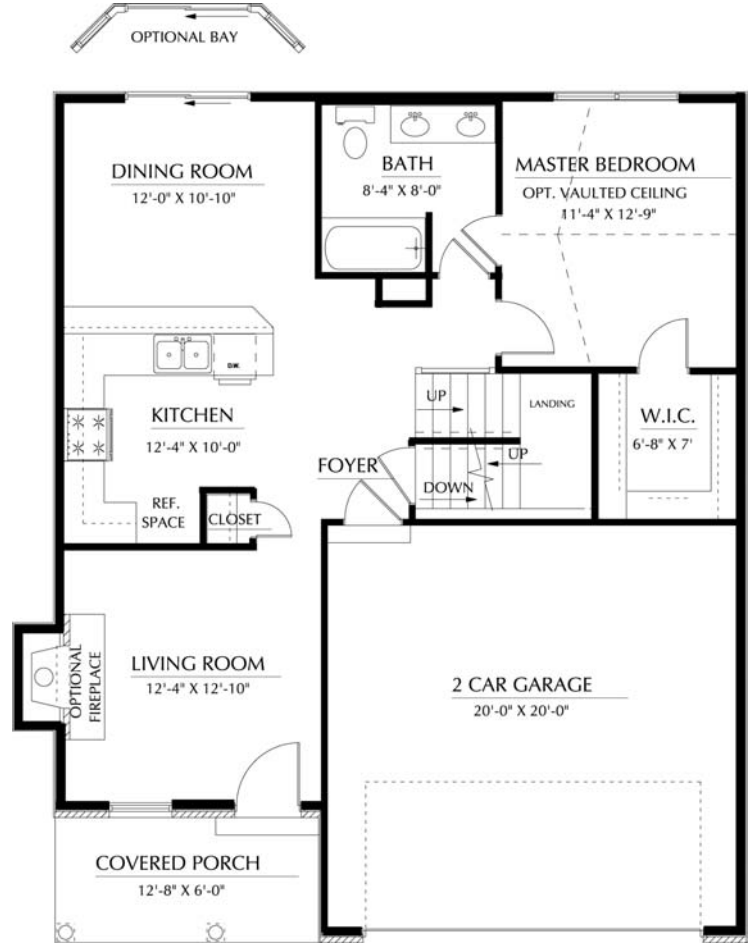 OPTIONAL BAY
DINING ROOM
12'-0" X 10'-10"
BATH
8'-4" X 8'-0"
MASTER BEDROOM
OPT. VAULTED CEILING
11'-4" X 12'-9"
D.W.
KITCHEN
12'-4" X 10'-0"
REF.
SPACE
CLOSET
FOYER
UP
LANDING
UP
DOWN
W.I.C.
6'-8" X 7'
OPTIONAL
FIREPLACE
LIVING ROOM
12'-4" X 12'-10"
2 CAR GARAGE
20'-0" X 20'-0"
COVERED PORCH
12'-8" X 6'-0"